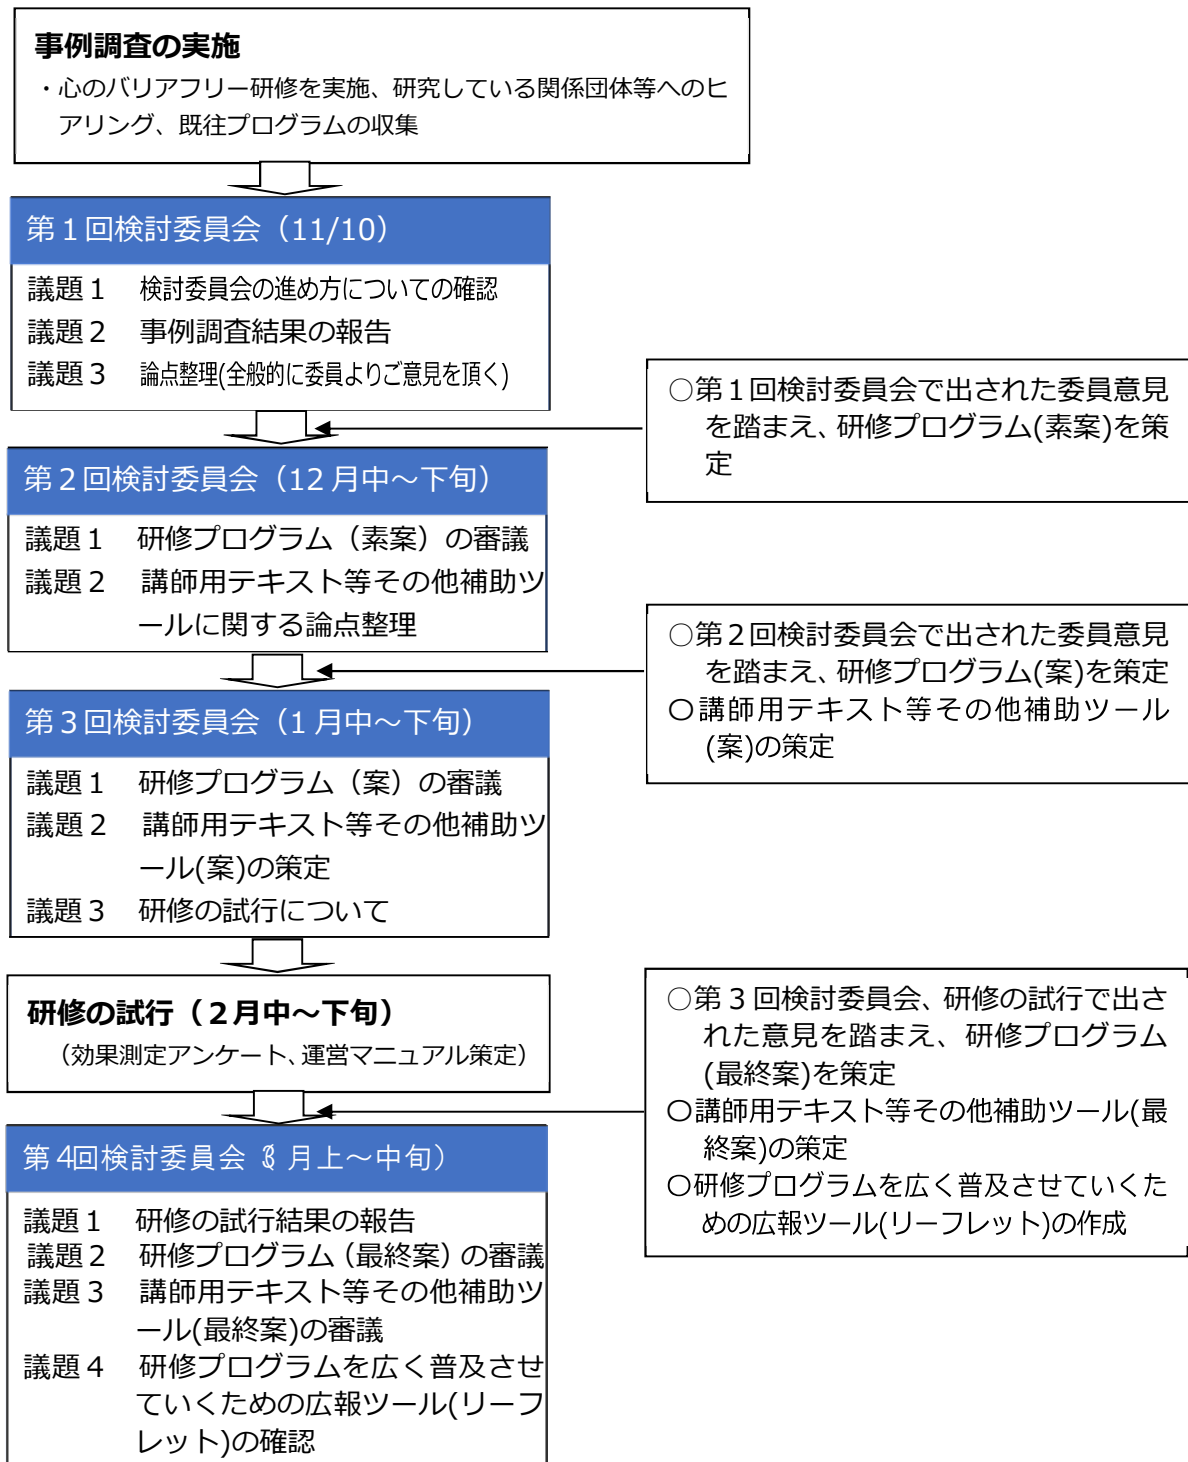 事例調査の実施
・心のバリアフリー研修を実施、研究している関係団体等へのヒ
アリング、既往プログラムの収集
第１回検討委員会（11/10）
議題１　検討委員会の進め方についての確認
議題２　事例調査結果の報告
議題３　論点整理(全般的に委員よりご意見を頂く)
○第１回検討委員会で出された委員意見
を踏まえ、研修プログラム(素案)を策
定
第２回検討委員会（12月中～下旬）
議題１　研修プログラム（素案）の審議
議題２　講師用テキスト等その他補助ツ
ールに関する論点整理
○第２回検討委員会で出された委員意見
を踏まえ、研修プログラム(案)を策定
〇講師用テキスト等その他補助ツール
(案)の策定
第３回検討委員会（1月中～下旬）
議題１　研修プログラム（案）の審議
議題２　講師用テキスト等その他補助ツ
ール(案)の策定
議題３　研修の試行について
研修の試行（２月中～下旬）
（効果測定アンケート、運営マニュアル策定）
○第３回検討委員会、研修の試行で出さ
れた意見を踏まえ、研修プログラム
(最終案)を策定
〇講師用テキスト等その他補助ツール(最
終案)の策定
〇研修プログラムを広く普及させていくた
めの広報ツール(リーフレット)の作成
第4回検討委員会（3月上～中旬）
議題１　研修の試行結果の報告
議題２　研修プログラム（最終案）の審議
議題３　講師用テキスト等その他補助ツ
ール(最終案)の審議
議題４　研修プログラムを広く普及させ
ていくための広報ツール(リーフ
レット)の確認